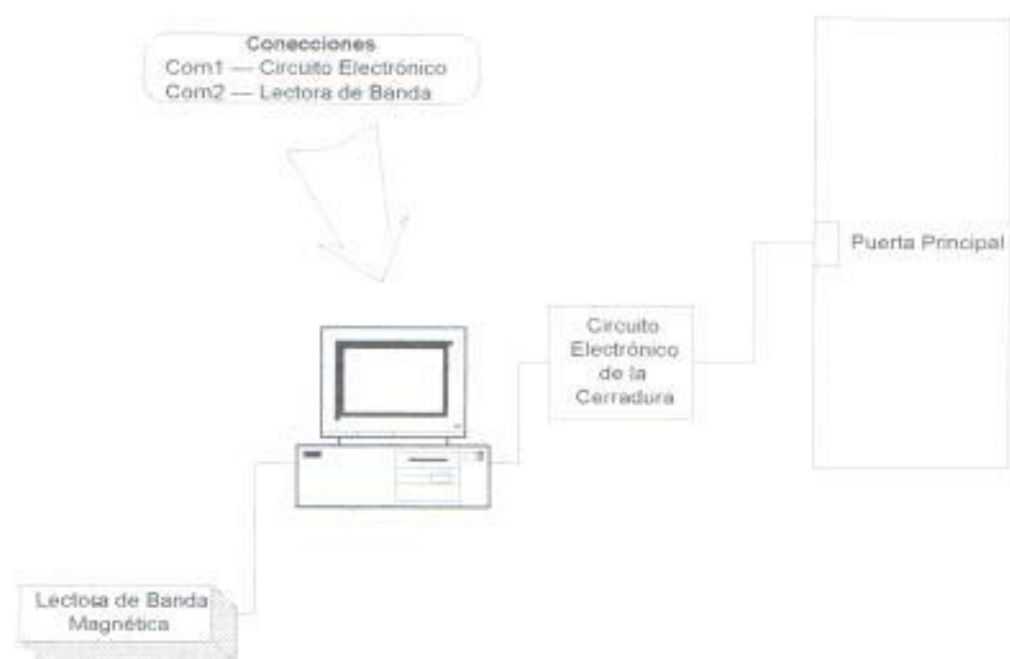 Conecciones
Com1 — Circuito Electrónico
Com2 — Lectora de Banda
Puerta Principal
Circuito
Electrónico
de la
Cerradura
Lectora de Banda
Magnética